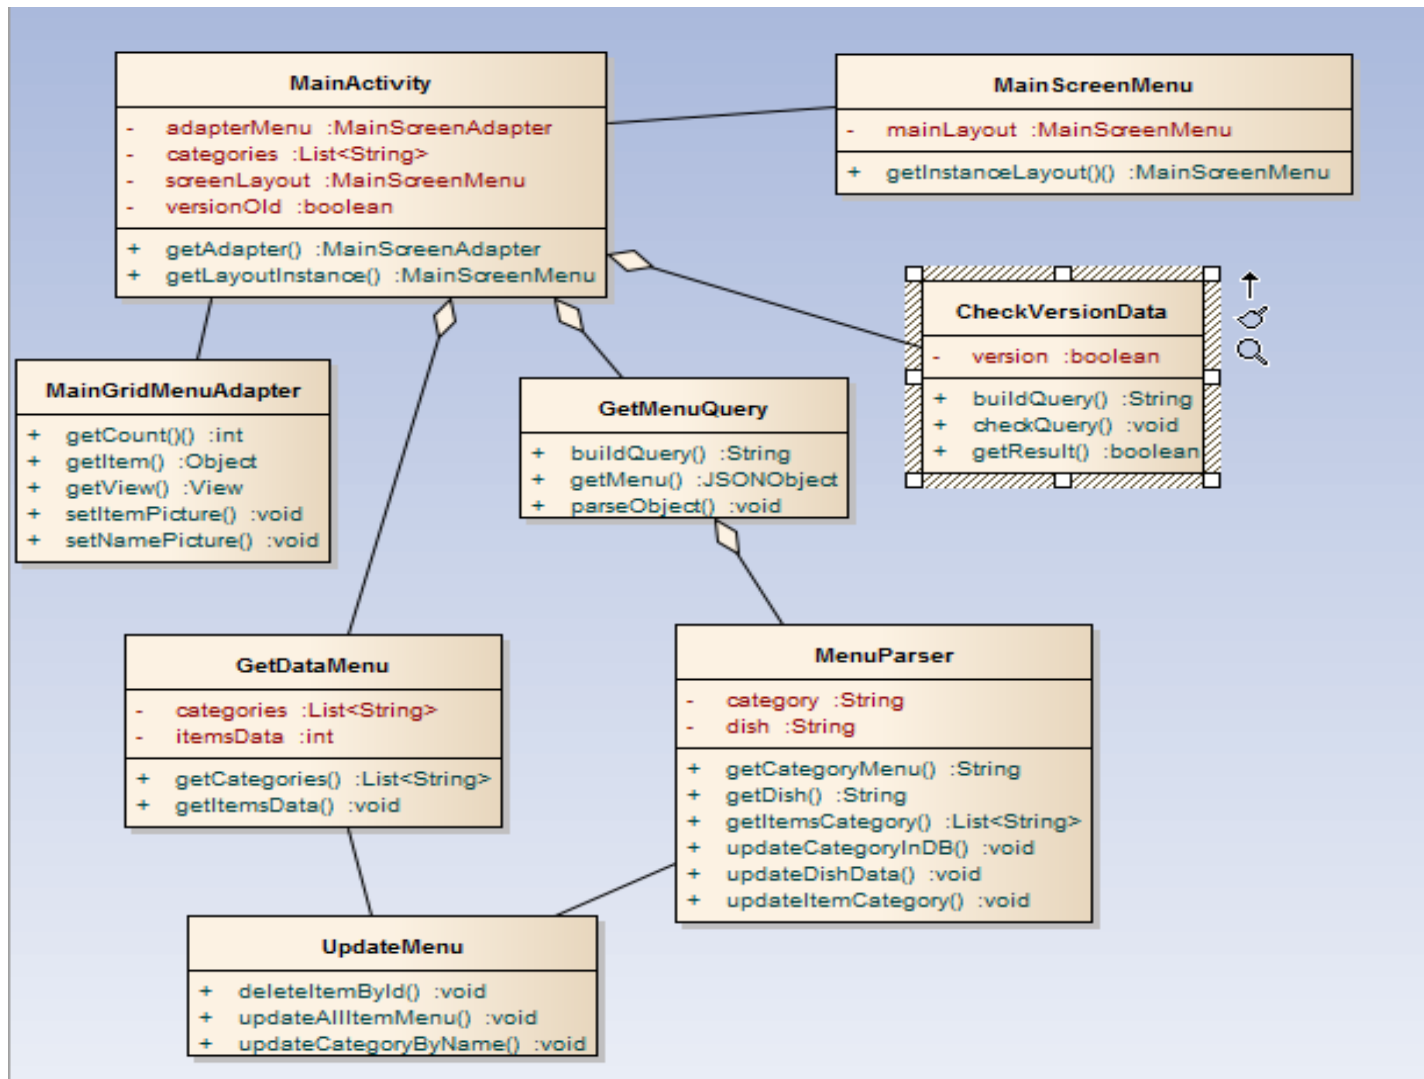 MainActivity
- adapterMenu :MainScreenAdapter
- categories :List<String>
- screenLayout :MainScreenMenu
- versionOld :boolean
+ getAdapter() :MainScreenAdapter
+ getLayoutInstance() :MainScreenMenu
MainScreenMenu
- mainLayout :MainScreenMenu
+ getInstanceLayout()() :MainScreenMenu
CheckVersionData
- version :boolean
+ buildQuery() :String
+ checkQuery() :void
+ getResult() :boolean
MainGridMenuAdapter
+ getCount()() :int
+ getItem() :Object
+ getView() :View
+ setItemPicture() :void
+ setNamePicture() :void
GetMenuQuery
+ buildQuery() :String
+ getMenu() :JSONObject
+ parseObject() :void
GetDataMenu
- categories :List<String>
- itemsData :int
+ getCategories() :List<String>
+ getItemsData() :void
MenuParser
- category :String
- dish :String
+ getCategoryMenu() :String
+ getDish() :String
+ getItemsCategory() :List<String>
+ updateCategoryInDB() :void
+ updateDishData() :void
+ updateItemCategory() :void
UpdateMenu
+ deleteItemById() :void
+ updateAllItemMenu() :void
+ updateCategoryByName() :void